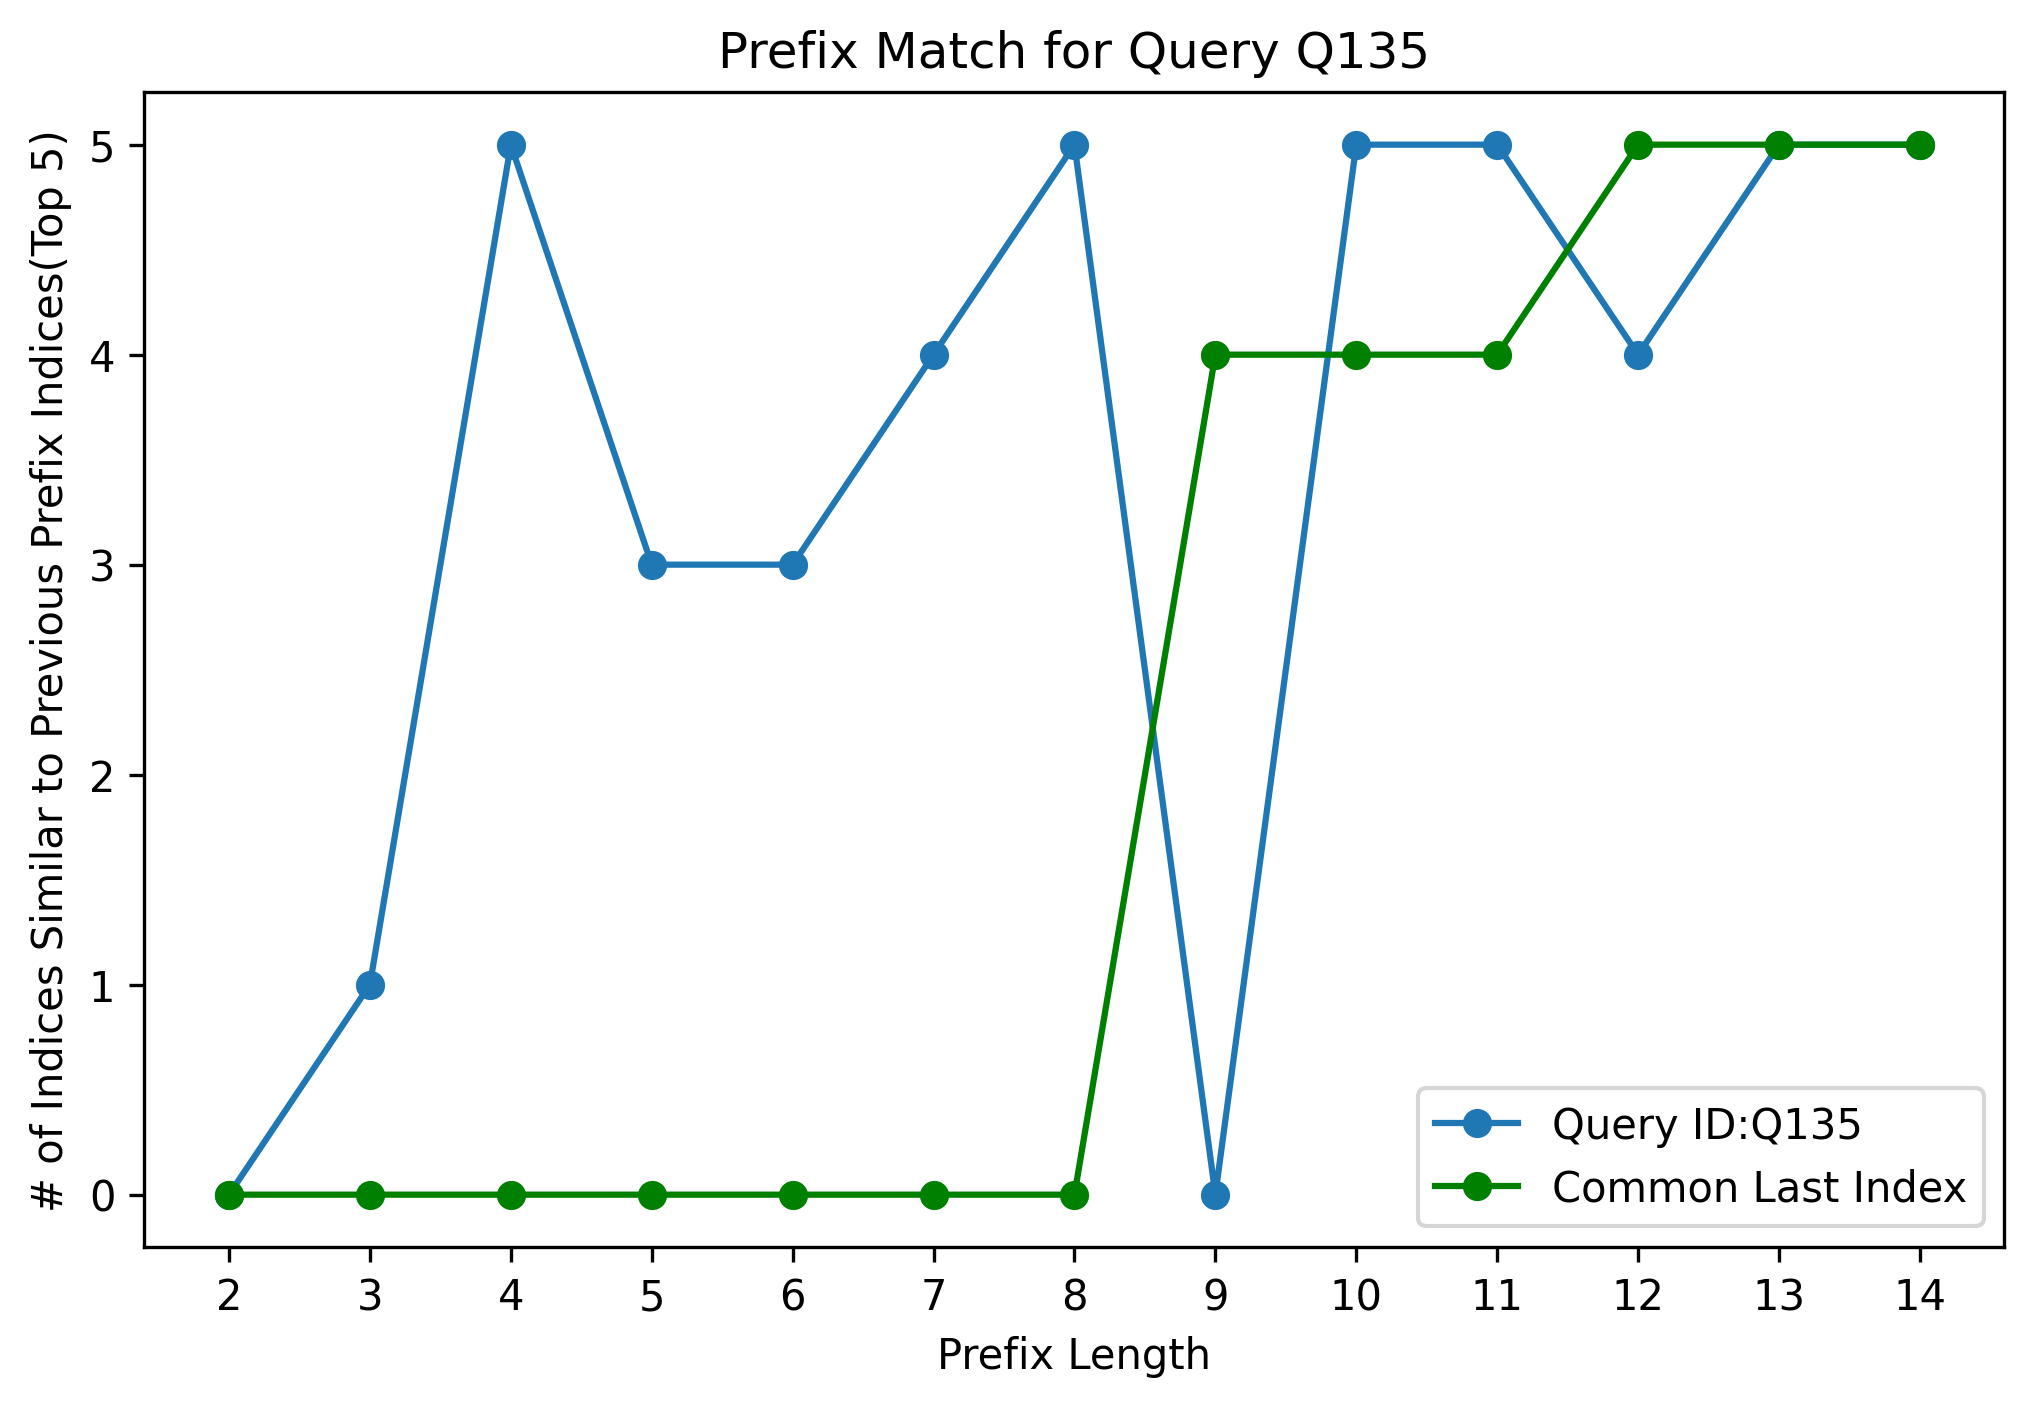 Prefix Match for Query Q135
# of Indices Similar to Previous Prefix Indices(Top 5)
5
4
3
2
1
0
Query ID:Q135
Common Last Index
2 3 4 5 6 7 8 9 10 11 12 13 14
Prefix Length